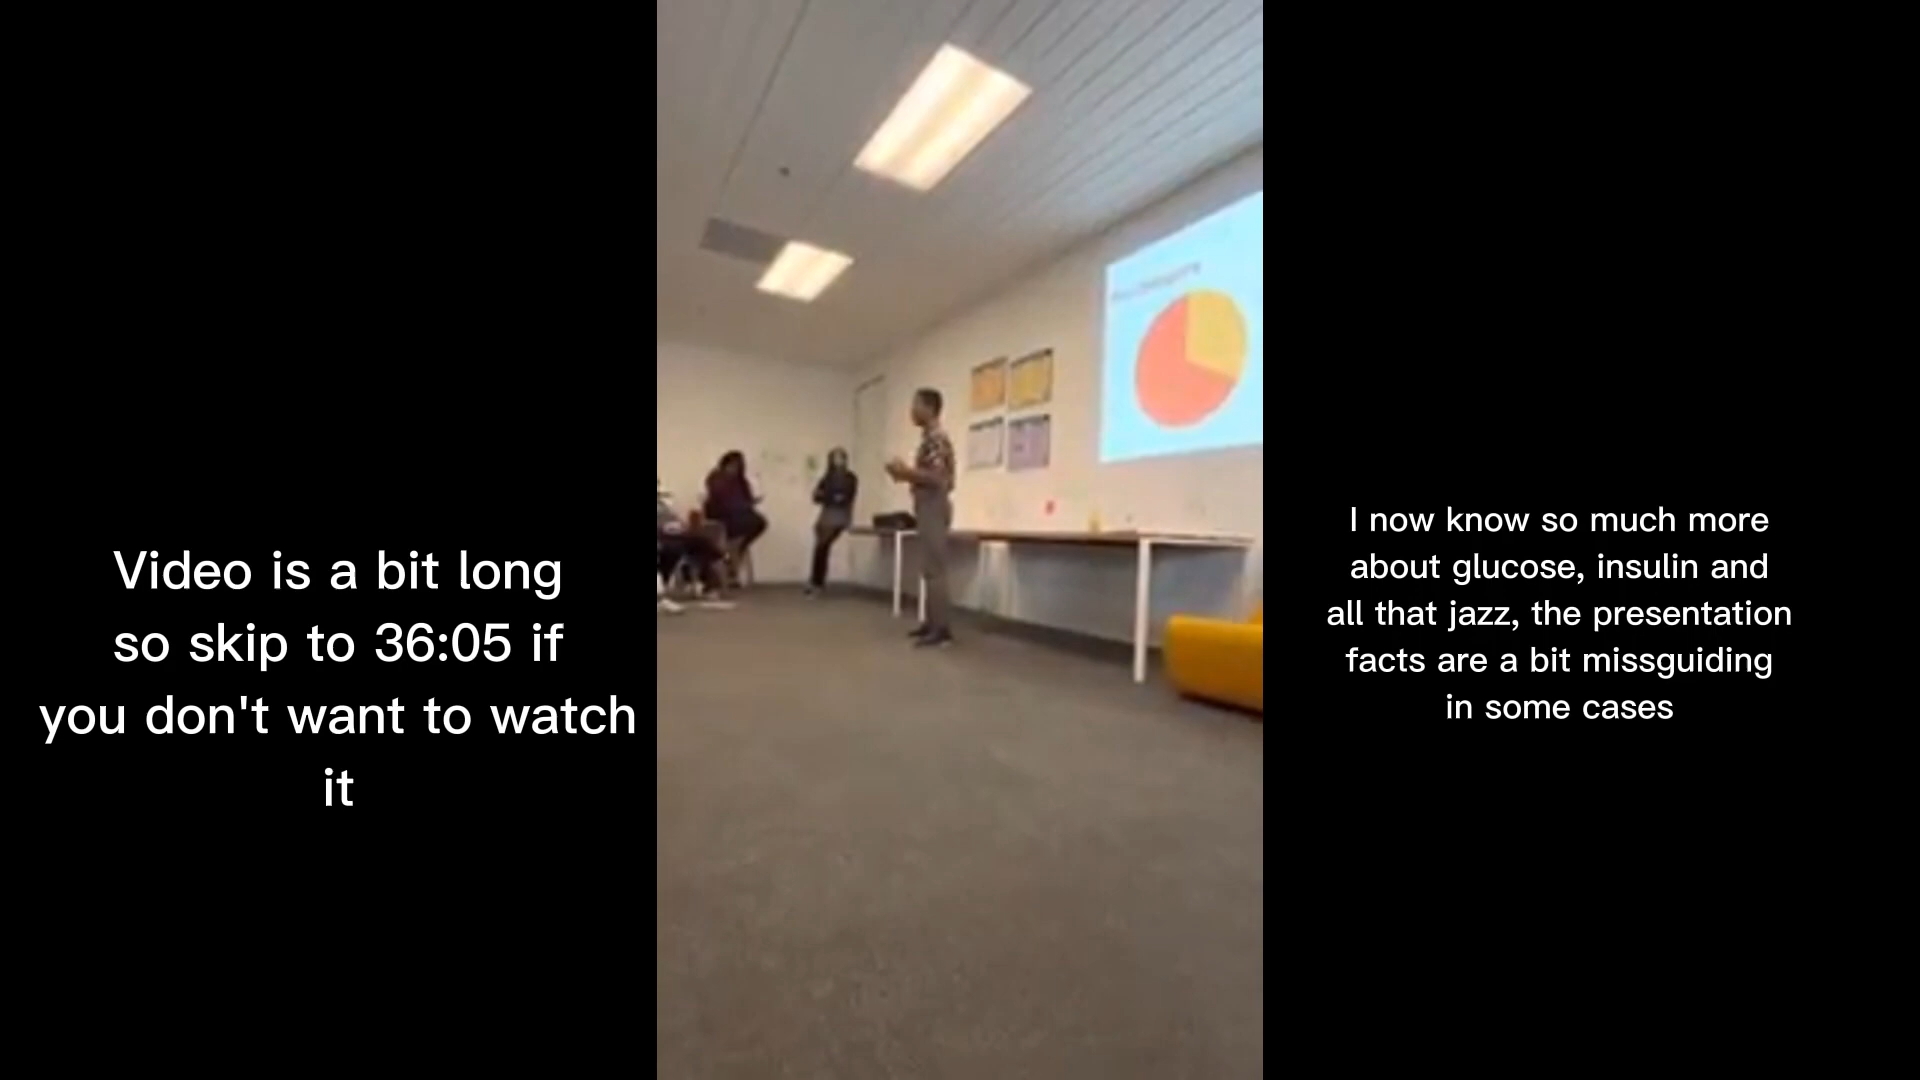 Video is a bit long
so skip to 36:05 if
you don't want to watch
it
I now know so much more
about glucose, insulin and
all that jazz, the presentation
facts are a bit missguiding
in some cases